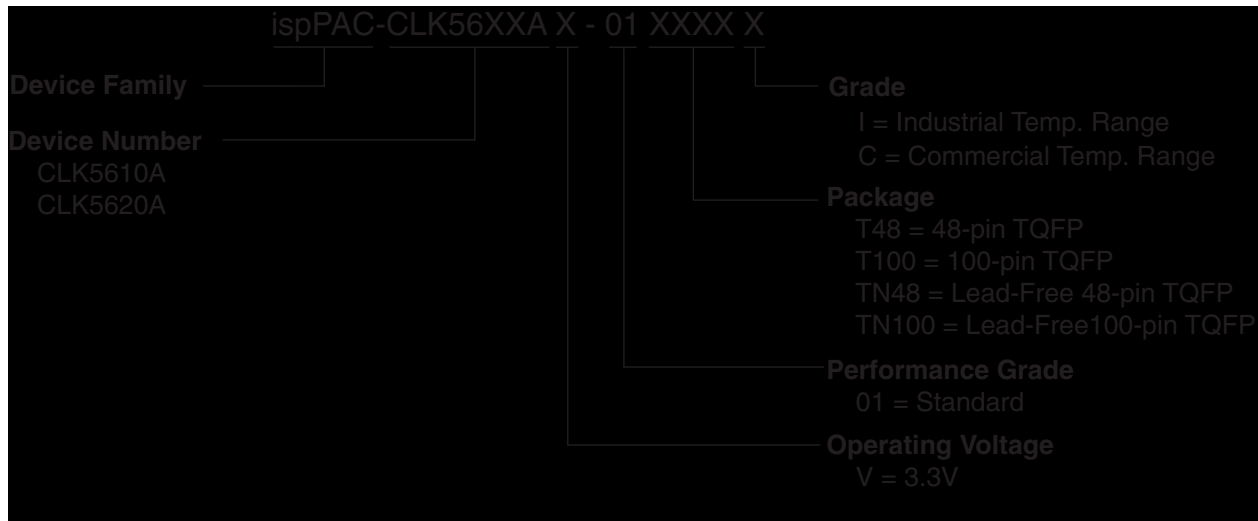 ispPAC-CLK56XXA X - 01 XXXX X
Device Family
Device Number
CLK5610A
CLK5620A
Grade
I = Industrial Temp. Range
C = Commercial Temp. Range
Package
T48 = 48-pin TQFP
T100 = 100-pin TQFP
TN48 = Lead-Free 48-pin TQFP
TN100 = Lead-Free100-pin TQFP
Performance Grade
01 = Standard
Operating Voltage
V = 3.3V